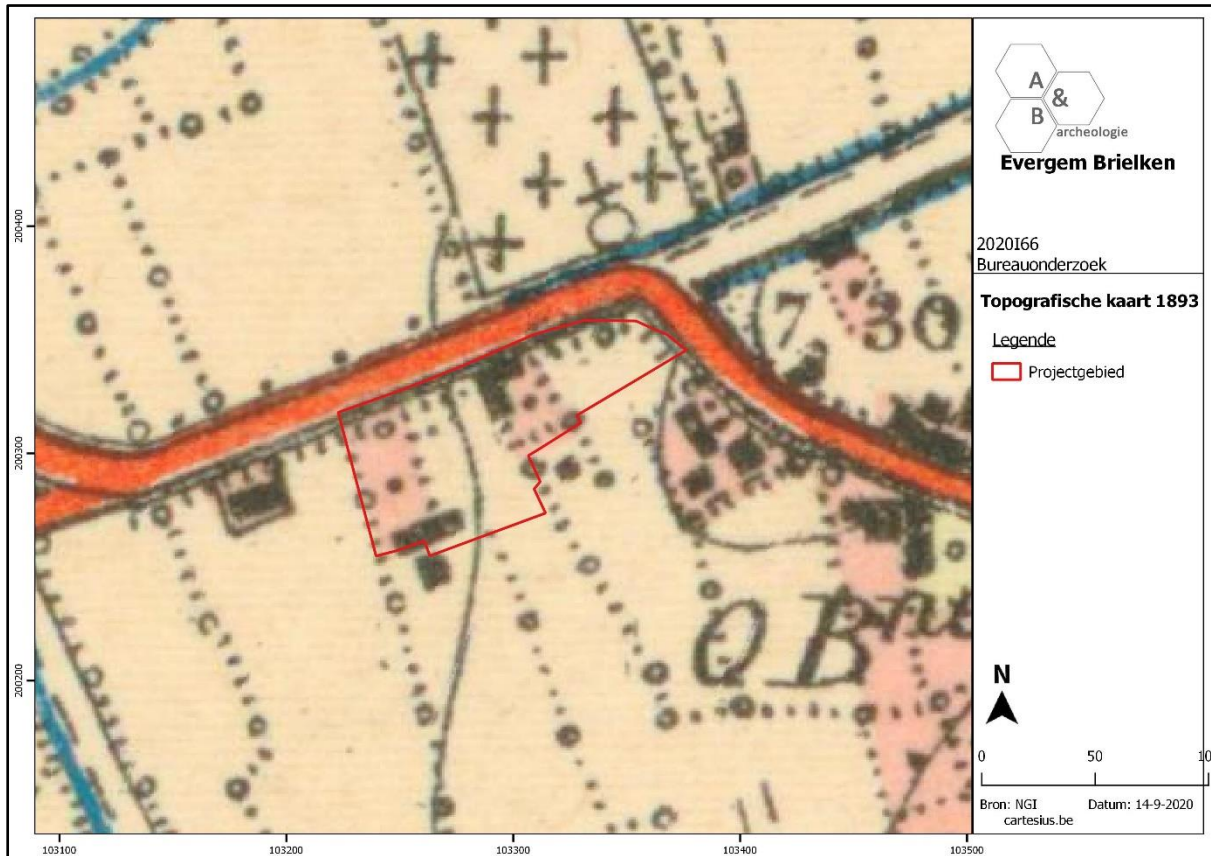 A
&
B
archeologie
Evergem Brielken
2020I66
Bureauonderzoek
Topografische kaart 1893
Legende
Projectgebied
N
0 50 10
Bron: NGI Datum: 14-9-2020
cartesius.be
200400
200300
200200
103100 103200 103300 103400 103500
7,30